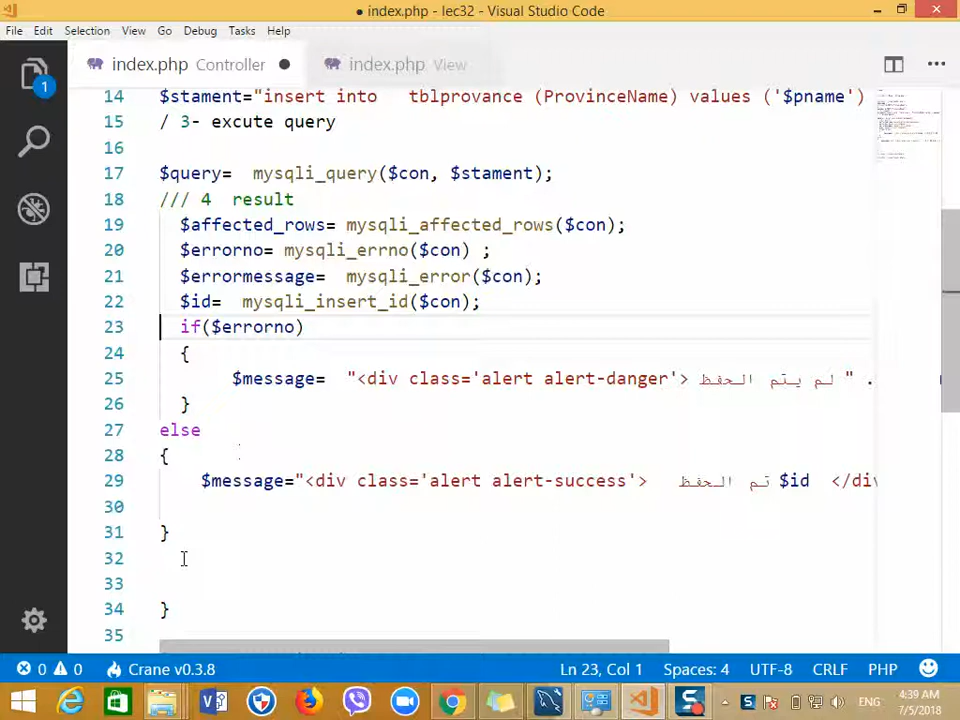 ● index.php - lec32 - Visual Studio Code
File Edit Selection View Go Debug Tasks Help
index.php Controller ●
index.php View
1
14 $stament="insert into tblprovance (ProvinceName) values ('$pname')
15 / 3- excute query
16
17 $query= mysqli_query($con, $stament);
18 /// 4 result
19 $affected_rows= mysqli_affected_rows($con);
20 $errorno= mysqli_errno($con) ;
21 $errormessage= mysqli_error($con);
22 $id= mysqli_insert_id($con);
23 if($errorno)
24 {
25 $message= "<div class='alert alert-danger'> لم يتم الحفظ " .
26 }
27 else
28 {
29 $message="<div class='alert alert-success'> تم الحفظ $id </div
30
31 }
32
33
34 }
35
0 0 Crane v0.3.8 Ln 23, Col 1 Spaces: 4 UTF-8 CRLF PHP
ENG
4:39 AM
7/5/2018